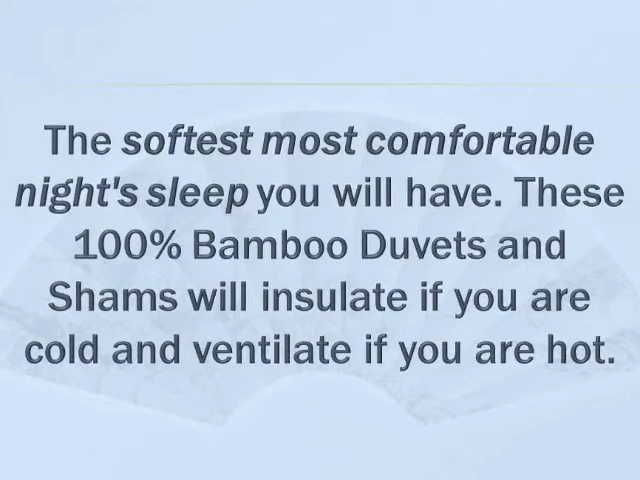 The softest most comfortable
night's sleep you will have. These
100% Bamboo Duvets and
Shams will insulate if you are
cold and ventilate if you are hot.